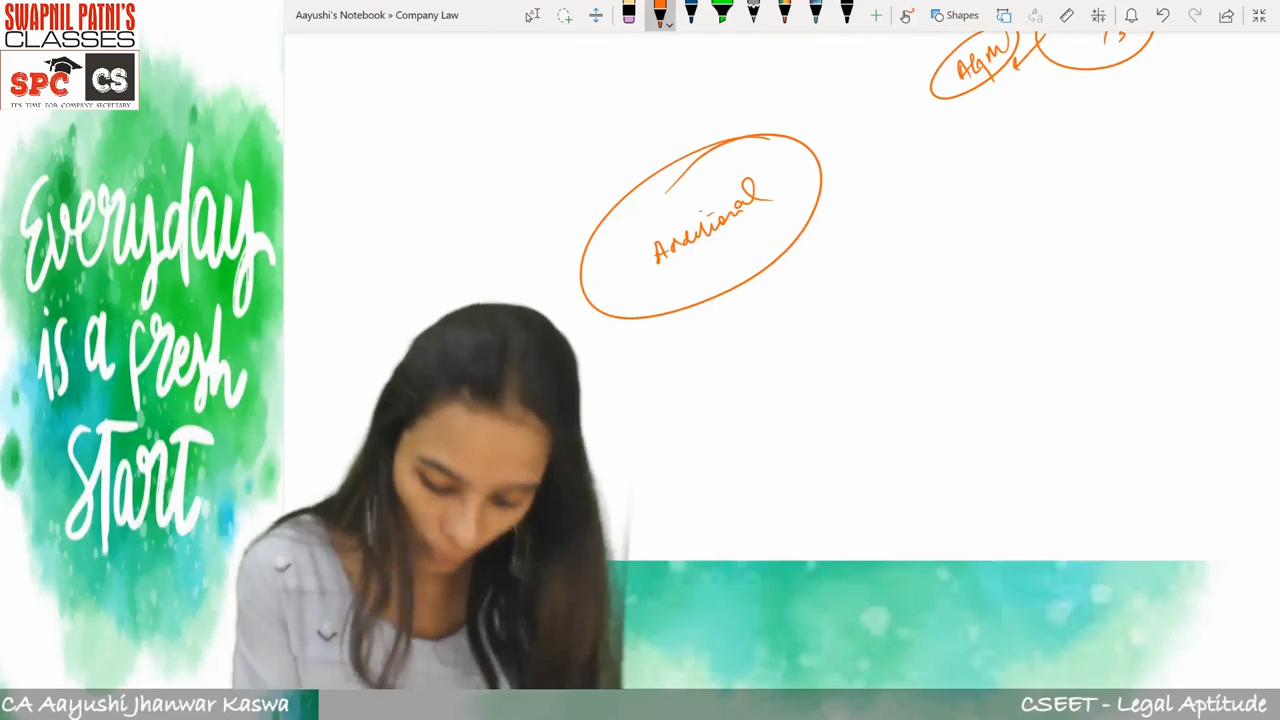 SWAPNIL PATNI'S
CLASSES
SPC CS
IT'S TIME FOR COMPANY SECRETARY
Aayushi's Notebook » Company Law
Shapes
AGM
15
Additional
Everyday
is a fresh
START
CA Aayushi Jhanwar Kaswa
CSEET - Legal Aptitude